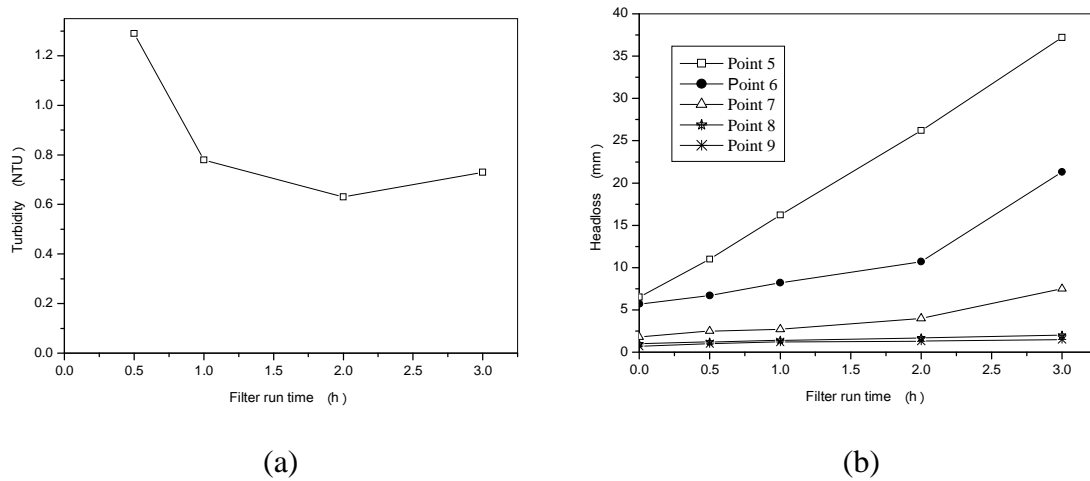 1.2
1.0
0.8
0.6
0.4
0.2
0.0
Turbidity (NTU)
0.0 0.5 1.0 1.5 2.0 2.5 3.0
Filter run time (h)
(a)
40
35
30
25
20
15
10
5
0
Headloss (mm)
Point 5
Point 6
Point 7
Point 8
Point 9
0.0 0.5 1.0 1.5 2.0 2.5 3.0
Filter run time (h)
(b)